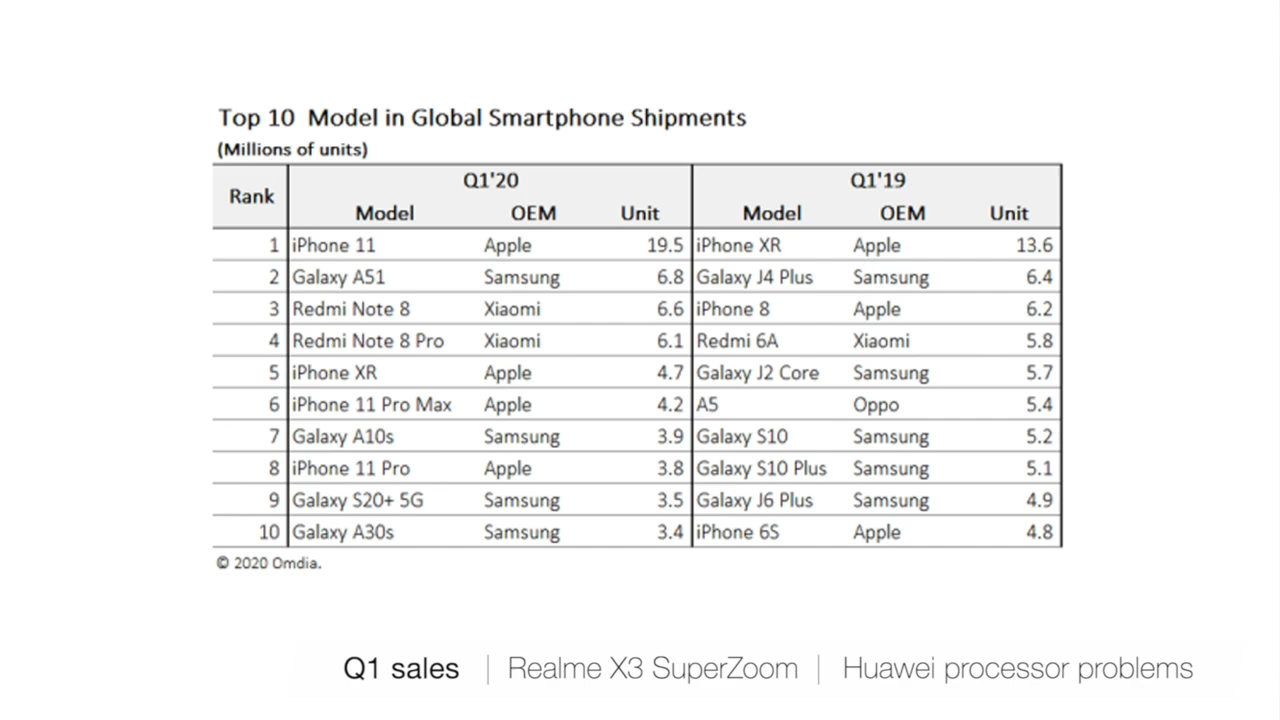 Top 10 Model in Global Smartphone Shipments
(Millions of units)
Rank Q1'20 Q1'19
Model OEM Unit Model OEM Unit
1 iPhone 11 Apple 19.5 iPhone XR Apple 13.6
2 Galaxy A51 Samsung 6.8 Galaxy J4 Plus Samsung 6.4
3 Redmi Note 8 Xiaomi 6.6 iPhone 8 Apple 6.2
4 Redmi Note 8 Pro Xiaomi 6.1 Redmi 6A Xiaomi 5.8
5 iPhone XR Apple 4.7 Galaxy J2 Core Samsung 5.7
6 iPhone 11 Pro Max Apple 4.2 A5 Oppo 5.4
7 Galaxy A10s Samsung 3.9 Galaxy S10 Samsung 5.2
8 iPhone 11 Pro Apple 3.8 Galaxy S10 Plus Samsung 5.1
9 Galaxy S20+ 5G Samsung 3.5 Galaxy J6 Plus Samsung 4.9
10 Galaxy A30s Samsung 3.4 iPhone 6S Apple 4.8
© 2020 Omdia.
Q1 sales | Realme X3 SuperZoom | Huawei processor problems